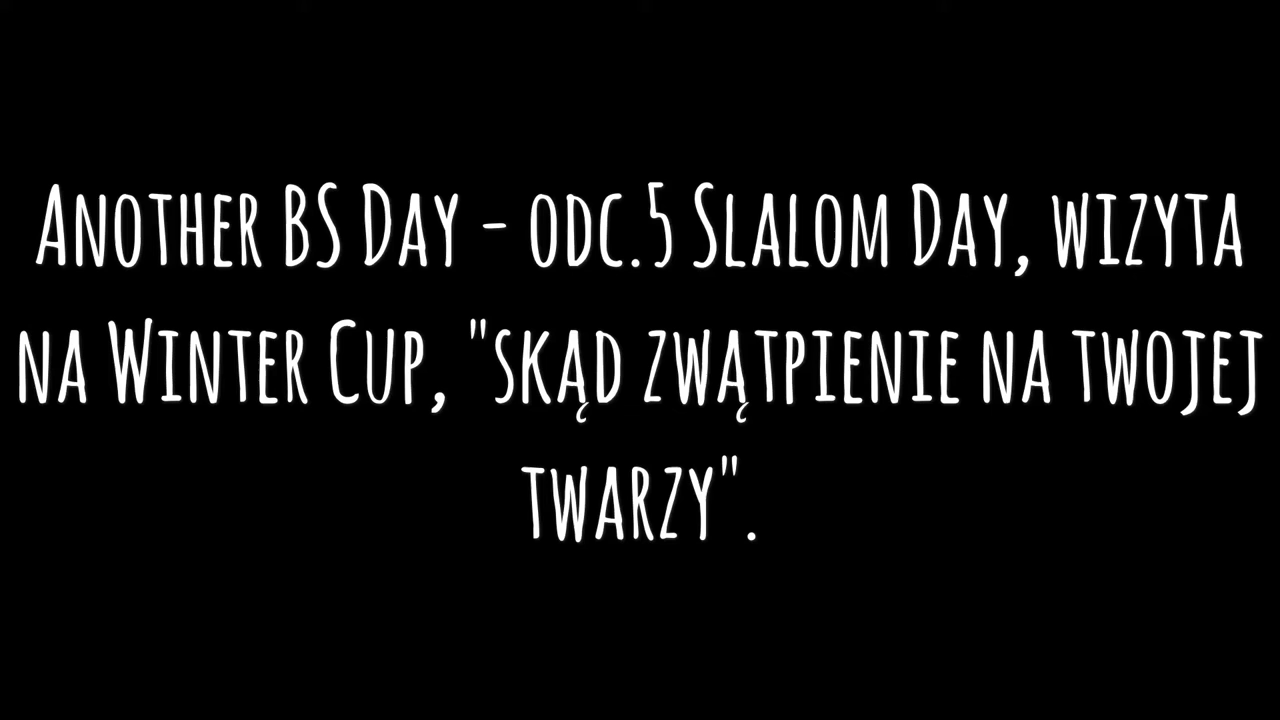 Another BS Day - odc.5 Slalom Day, wizyta
na Winter Cup, "skąd zwątpienie na twojej
twarzy".